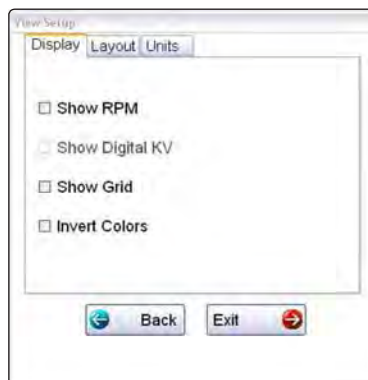 View Setup
Display Layout Units
Show RPM
Show Digital KV
Show Grid
Invert Colors
Back Exit